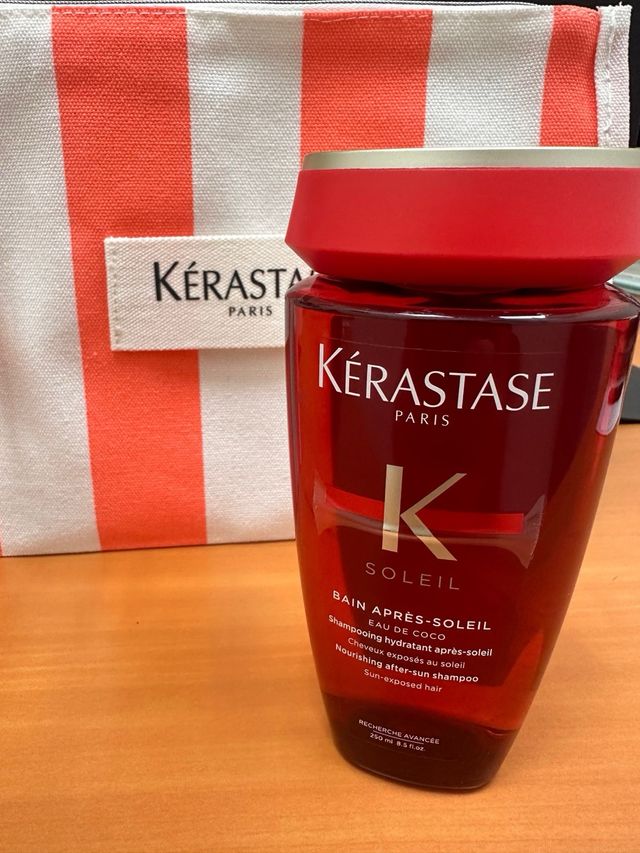 KÉRASTA
PARIS
KÉRASTASE
PARIS
K
SOLEIL
BAIN APRÈS-SOLEIL
EAU DE COCO
Shampooing hydratant après-soleil
Cheveux exposés au soleil
Nourishing after-sun shampoo
Sun-exposed hair
RECHERCHE AVANCÉE
250 ml 8.5 fl.oz.